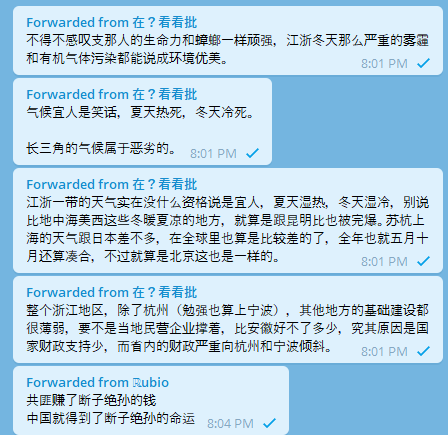 Forwarded from 在？看看批
不得不感叹支那人的生命力和蟑螂一样顽强，江浙冬天那么严重的雾霾
和有机气体污染都能说成环境优美。
8:01 PM
Forwarded from 在？看看批
气候宜人是笑话，夏天热死，冬天冷死。
长三角的气候属于恶劣的。
8:01 PM
Forwarded from 在？看看批
江浙一带的天气实在没什么资格说是宜人，夏天湿热，冬天湿冷，别说
比地中海美西这些冬暖夏凉的地方，就算是跟昆明比也被完爆。苏杭上
海的天气跟日本差不多，在全球里也算是比较差的了，全年也就五月十
月还算凑合，不过就算是北京这也是一样的。
8:01 PM
Forwarded from 在？看看批
整个浙江地区，除了杭州（勉强也算上宁波），其他地方的基础建设都
很薄弱，要不是当地民营企业撑着，比安徽好不了多少，究其原因是国
家财政支持少，而省内的财政严重向杭州和宁波倾斜。
8:01 PM
Forwarded from ℝubio
共匪赚了断子绝孙的钱
中国就得到了断子绝孙的命运
8:04 PM